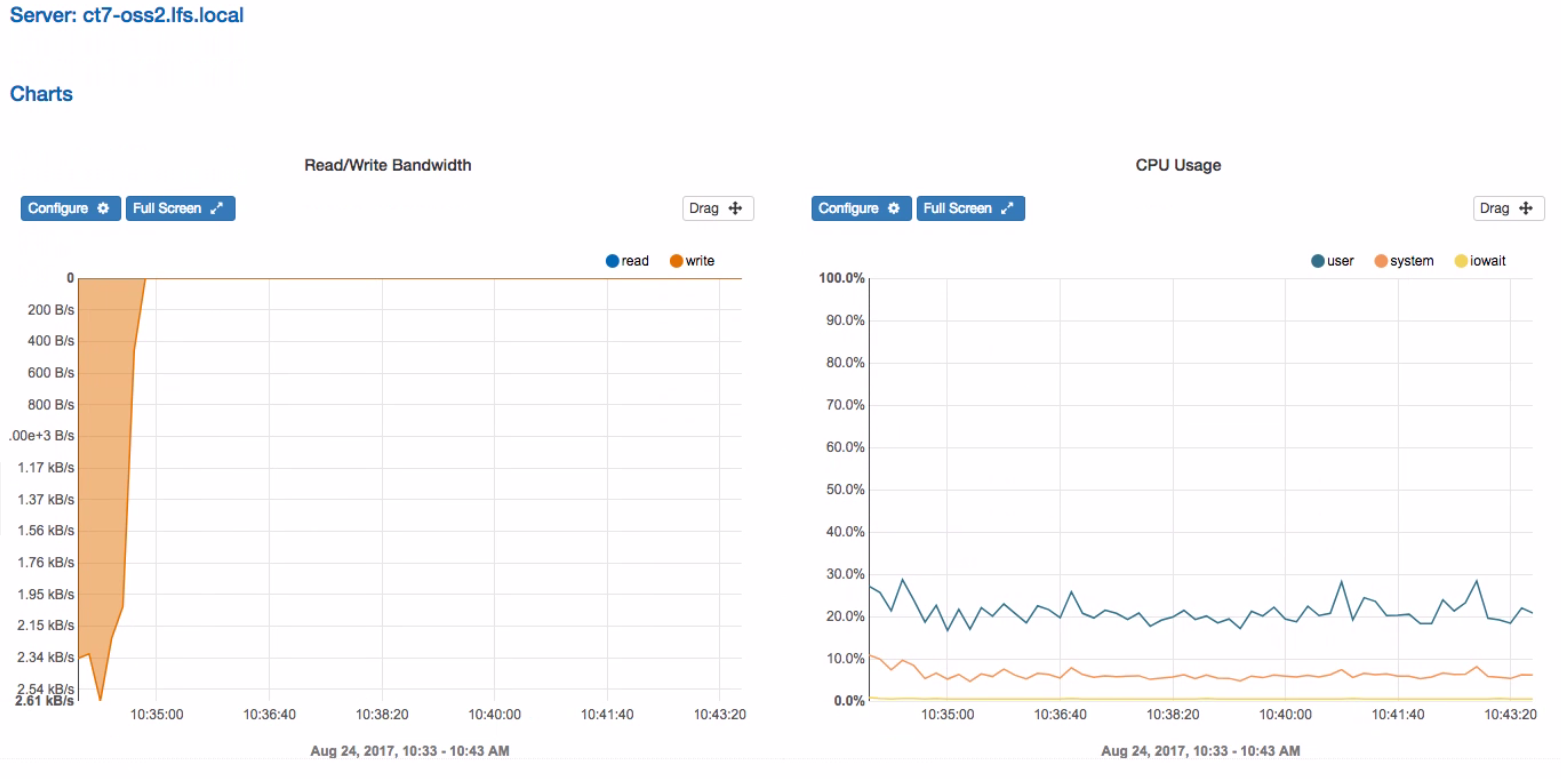 Server: ct7-oss2.lfs.local
Charts
Read/Write Bandwidth
Configure Full Screen Drag
read write
0
200 B/s
400 B/s
600 B/s
800 B/s
.00e+3 B/s
1.17 kB/s
1.37 kB/s
1.56 kB/s
1.76 kB/s
1.95 kB/s
2.15 kB/s
2.34 kB/s
2.54 kB/s
2.61 kB/s
10:35:00 10:36:40 10:38:20 10:40:00 10:41:40 10:43:20
Aug 24, 2017, 10:33 - 10:43 AM
CPU Usage
Configure Full Screen Drag
user system iowait
100.0%
90.0%
80.0%
70.0%
60.0%
50.0%
40.0%
30.0%
20.0%
10.0%
0.0%
10:35:00 10:36:40 10:38:20 10:40:00 10:41:40 10:43:20
Aug 24, 2017, 10:33 - 10:43 AM